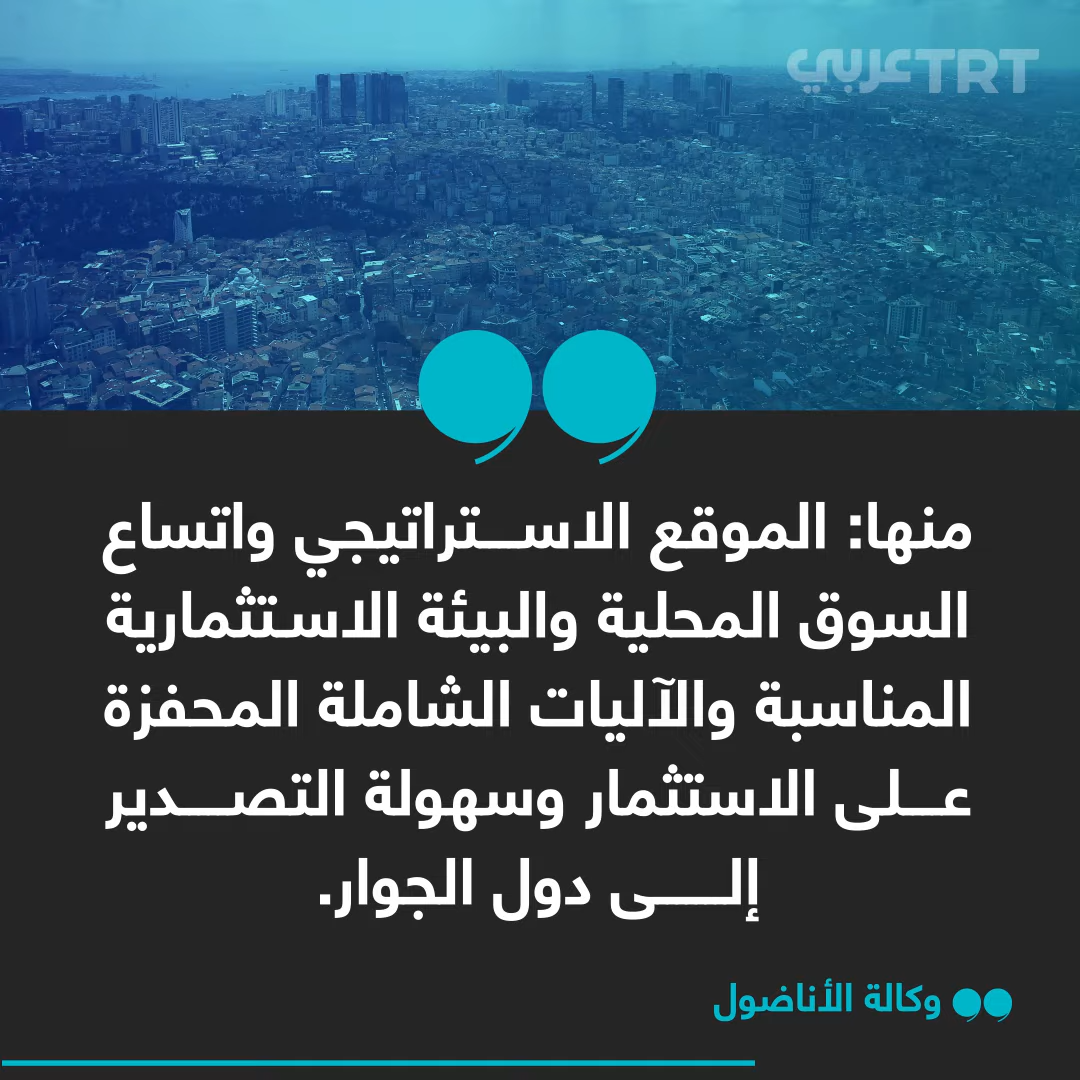 TRT عربي
منها: الموقع الاستراتيجي واتساع
السوق المحلية والبيئة الاستثمارية
المناسبة والآليات الشاملة المحفزة
على الاستثمار وسهولة التصدير
إلى دول الجوار.
وكالة الأناضول